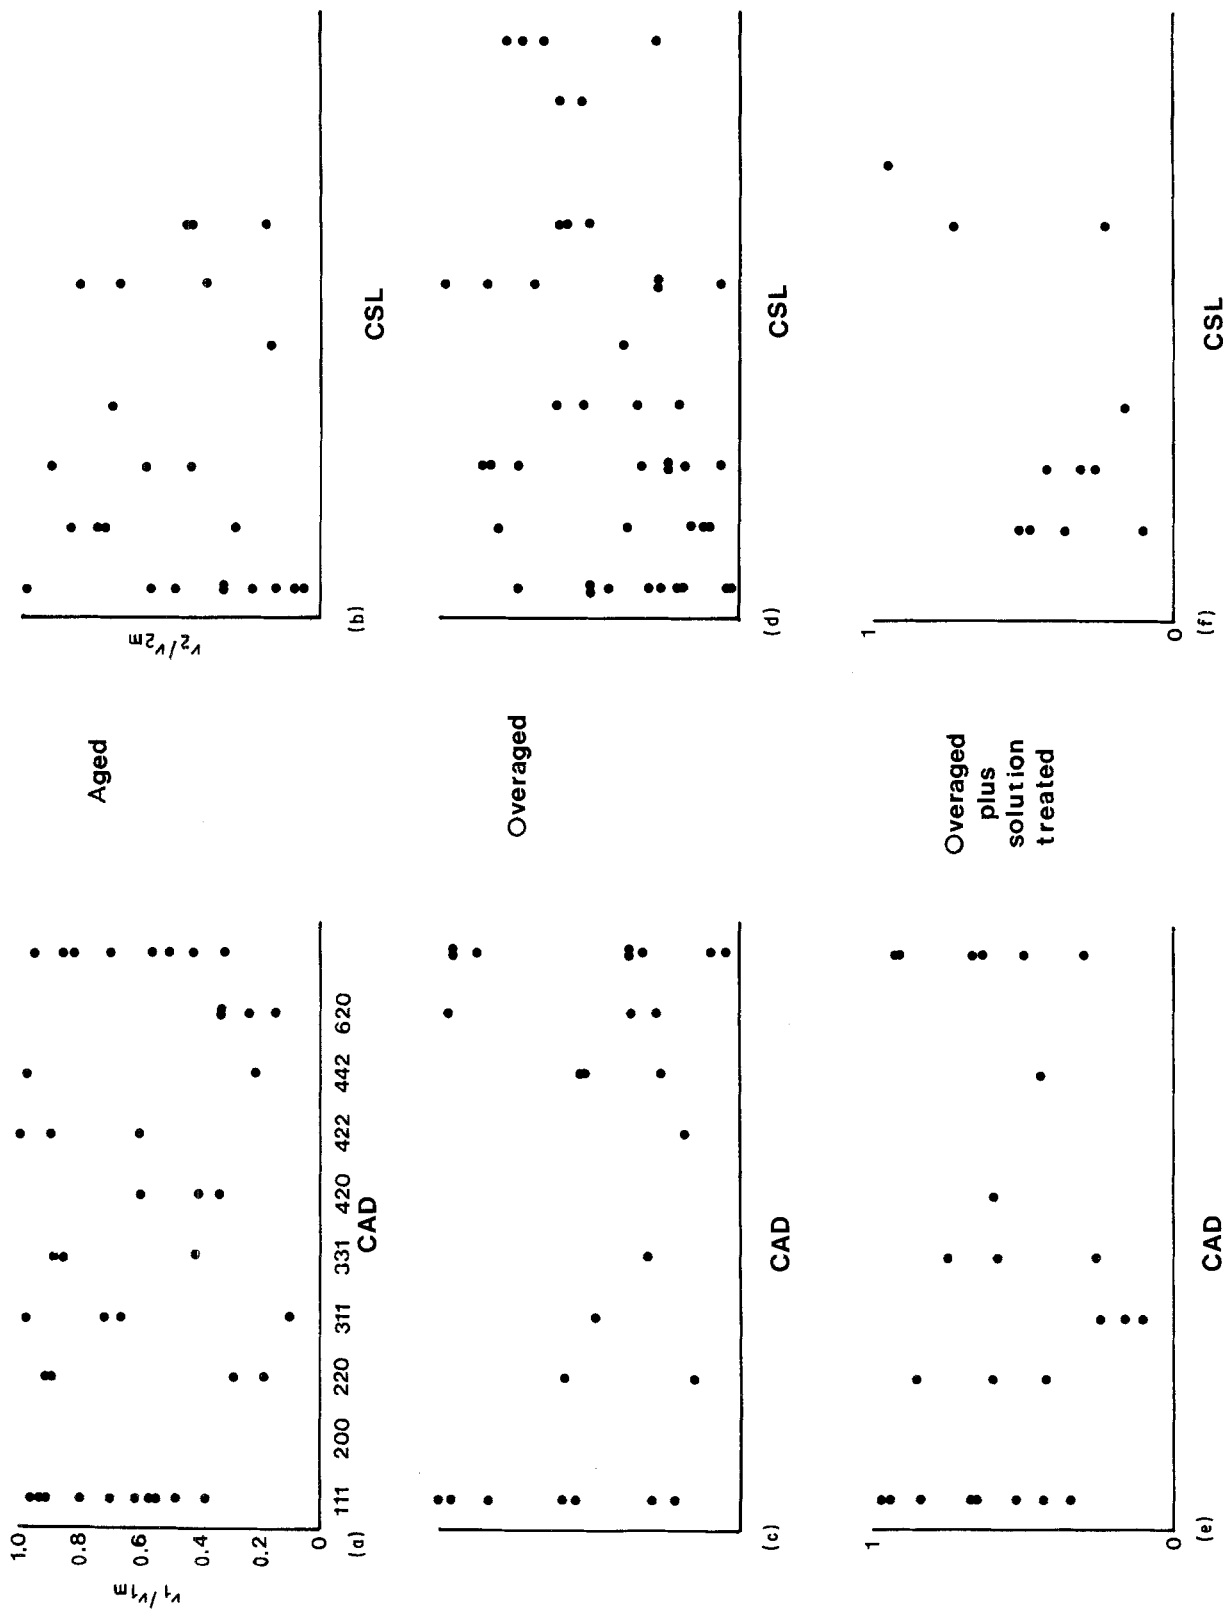 1.0
0.8
0.6
0.4
0.2
0
v1/v1m
111 200 220 311 331 420 422 442 620
CAD
(a)
Aged
v2/v2m
CSL
(b)
Overaged
CAD
(c)
CSL
(d)
Overaged
plus
solution
treated
1
0
CAD
(e)
1
0
CSL
(f)